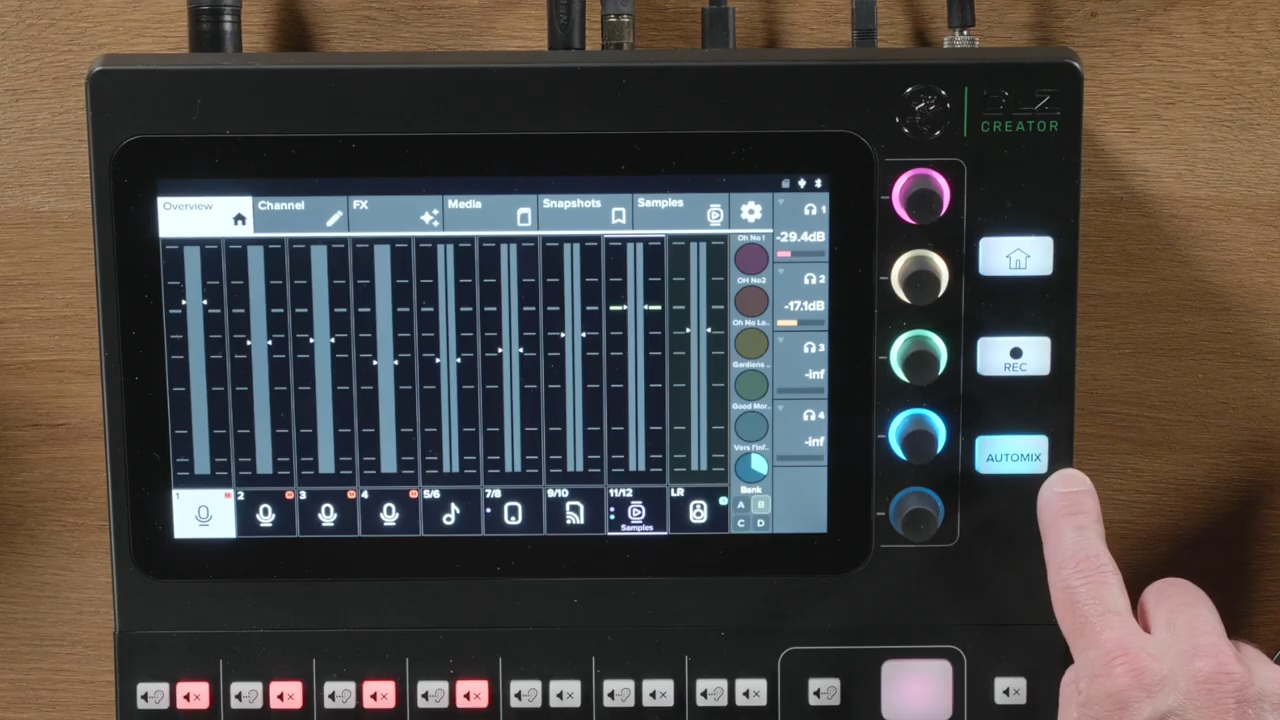 DLZ
CREATOR
Overview
Channel
FX
Media
Snapshots
Samples
1
-29.4dB
2
-17.1dB
3
-inf
4
-inf
Oh No !
OH No2
Oh No Lo..
Gardiens ..
Good Mor..
Vers l'inf..
Bank
A B
C D
1
2
3
4
5/6
7/8
9/10
11/12
Samples
LR
REC
AUTOMIX